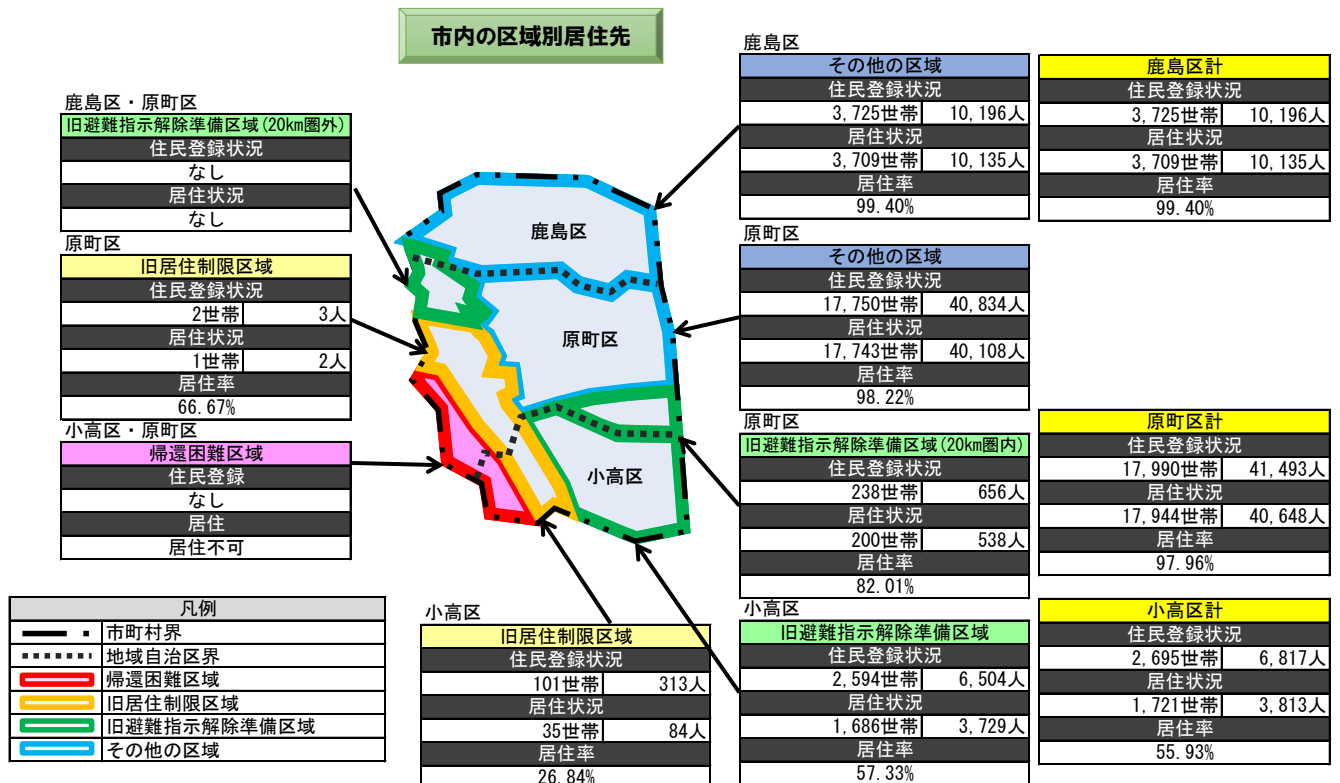 市内の区域別居住先
鹿島区・原町区
旧避難指示解除準備区域(20km圏外)
住民登録状況
なし
居住状況
なし
原町区
旧居住制限区域
住民登録状況
2世帯 3人
居住状況
1世帯 2人
居住率
66.67%
小高区・原町区
帰還困難区域
住民登録
なし
居住
居住不可
鹿島区
原町区
小高区
鹿島区
その他の区域
住民登録状況
3,725世帯 10,196人
居住状況
3,709世帯 10,135人
居住率
99.40%
鹿島区計
住民登録状況
3,725世帯 10,196人
居住状況
3,709世帯 10,135人
居住率
99.40%
原町区
その他の区域
住民登録状況
17,750世帯 40,834人
居住状況
17,743世帯 40,108人
居住率
98.22%
原町区
旧避難指示解除準備区域(20km圏内)
住民登録状況
238世帯 656人
居住状況
200世帯 538人
居住率
82.01%
原町区計
住民登録状況
17,990世帯 41,493人
居住状況
17,944世帯 40,648人
居住率
97.96%
凡例
市町村界
地域自治区界
帰還困難区域
旧居住制限区域
旧避難指示解除準備区域
その他の区域
小高区
旧居住制限区域
住民登録状況
101世帯 313人
居住状況
35世帯 84人
居住率
26.84%
小高区
旧避難指示解除準備区域
住民登録状況
2,594世帯 6,504人
居住状況
1,686世帯 3,729人
居住率
57.33%
小高区計
住民登録状況
2,695世帯 6,817人
居住状況
1,721世帯 3,813人
居住率
55.93%